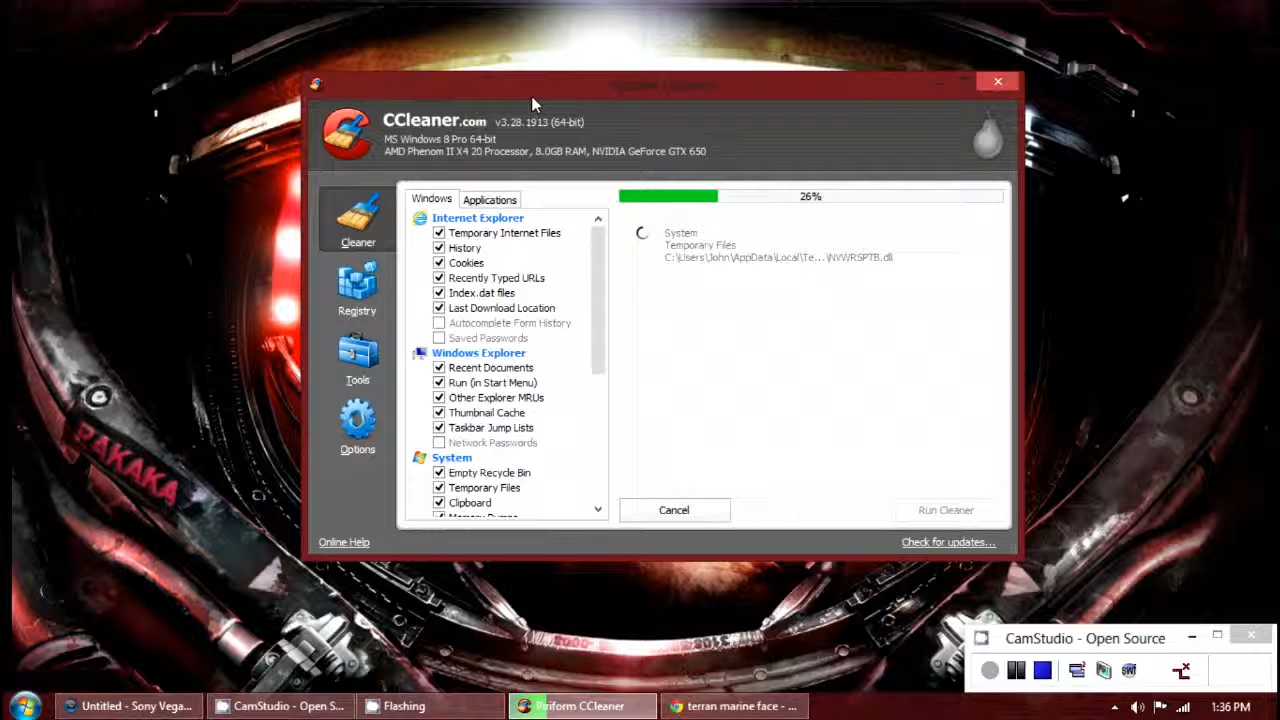 CCleaner.com v3.28.1913 (64-bit)
MS Windows 8 Pro 64-bit
AMD Phenom II X4 20 Processor, 8.0GB RAM, NVIDIA GeForce GTX 650
Cleaner
Registry
Tools
Options
Windows
Applications
Internet Explorer
Temporary Internet Files
History
Cookies
Recently Typed URLs
Index.dat files
Last Download Location
Autocomplete Form History
Saved Passwords
Windows Explorer
Recent Documents
Run (in Start Menu)
Other Explorer MRUs
Thumbnail Cache
Taskbar Jump Lists
Network Passwords
System
Empty Recycle Bin
Temporary Files
Clipboard
26%
System
Temporary Files
C:\Users\John\AppData\Local\Te...\NVWRSPTB.dll
Cancel
Run Cleaner
Online Help
Check for updates...
RAKAKA
CamStudio - Open Source
swf
Untitled - Sony Vega...
CamStudio - Open S...
Flashing
Piriform CCleaner
terran marine face - ...
1:36 PM